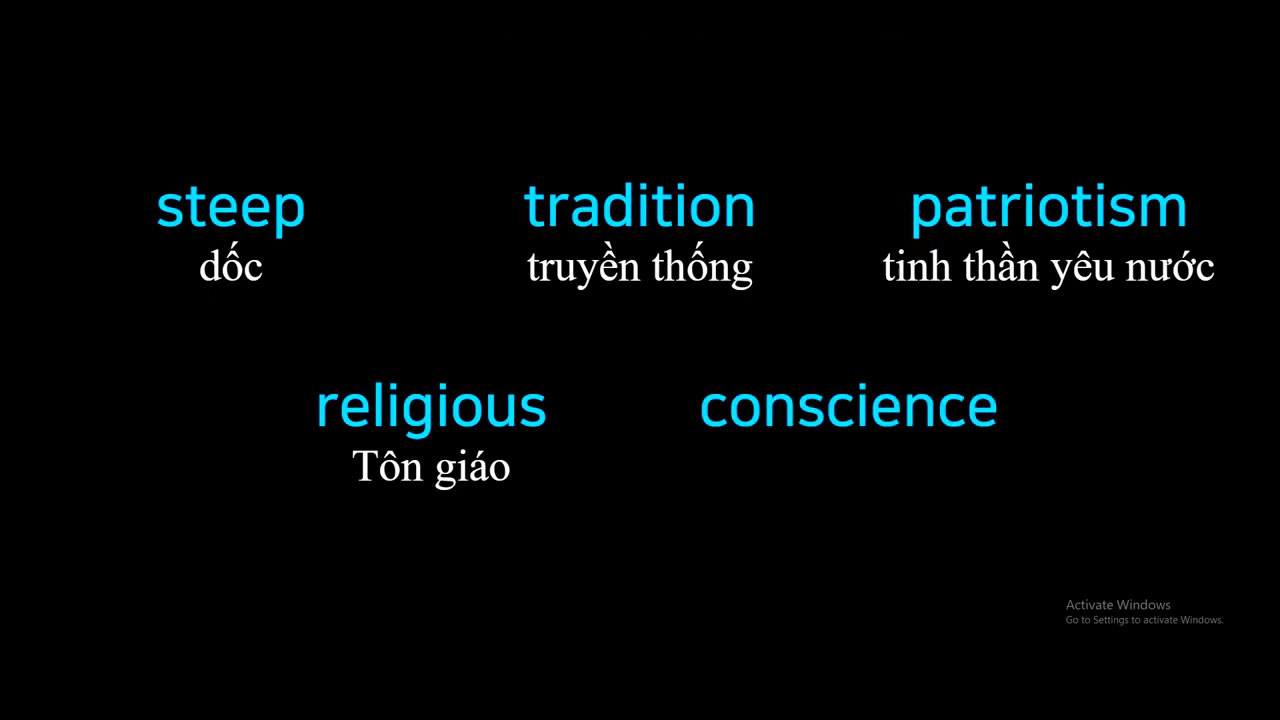 steep
dốc
tradition
truyền thống
patriotism
tinh thần yêu nước
religious
Tôn giáo
conscience
Activate Windows
Go to Settings to activate Windows.